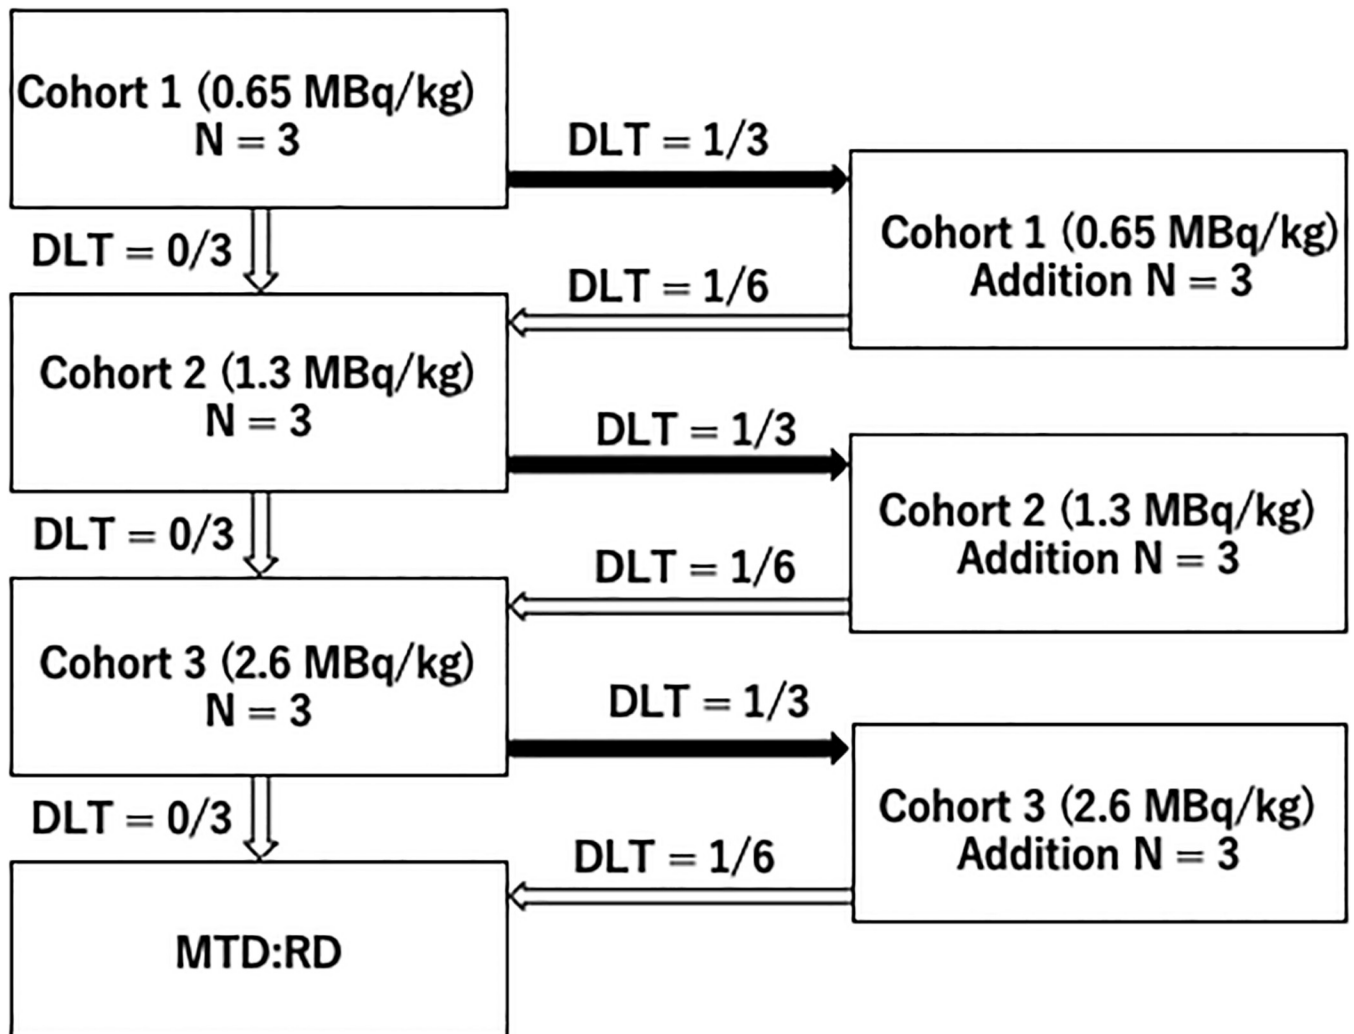 Cohort 1 (0.65 MBq/kg)
N = 3
DLT = 1/3
Cohort 1 (0.65 MBq/kg)
Addition N = 3
DLT = 0/3
DLT = 1/6
Cohort 2 (1.3 MBq/kg)
N = 3
DLT = 1/3
Cohort 2 (1.3 MBq/kg)
Addition N = 3
DLT = 0/3
DLT = 1/6
Cohort 3 (2.6 MBq/kg)
N = 3
DLT = 1/3
Cohort 3 (2.6 MBq/kg)
Addition N = 3
DLT = 0/3
DLT = 1/6
MTD:RD